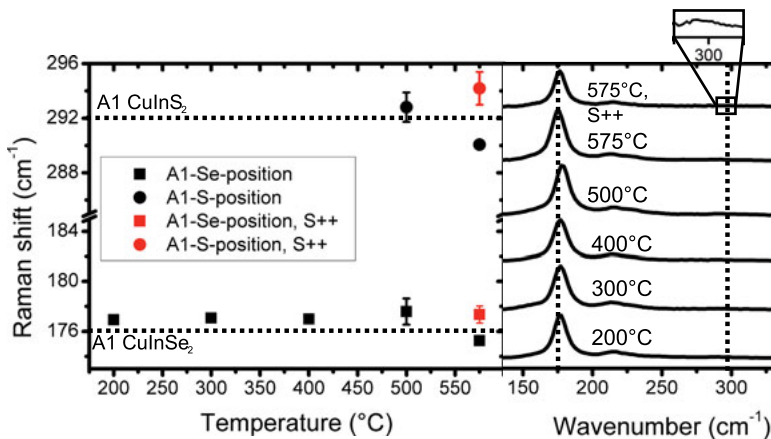 296
292
288
184
180
176
Raman shift (cm⁻¹)
A1 CuInS₂
A1-Se-position
A1-S-position
A1-Se-position, S++
A1-S-position, S++
A1 CuInSe₂
200 250 300 350 400 450 500 550
Temperature (°C)
300
575°C,
S++
575°C
500°C
400°C
300°C
200°C
150 200 250 300
Wavenumber (cm⁻¹)